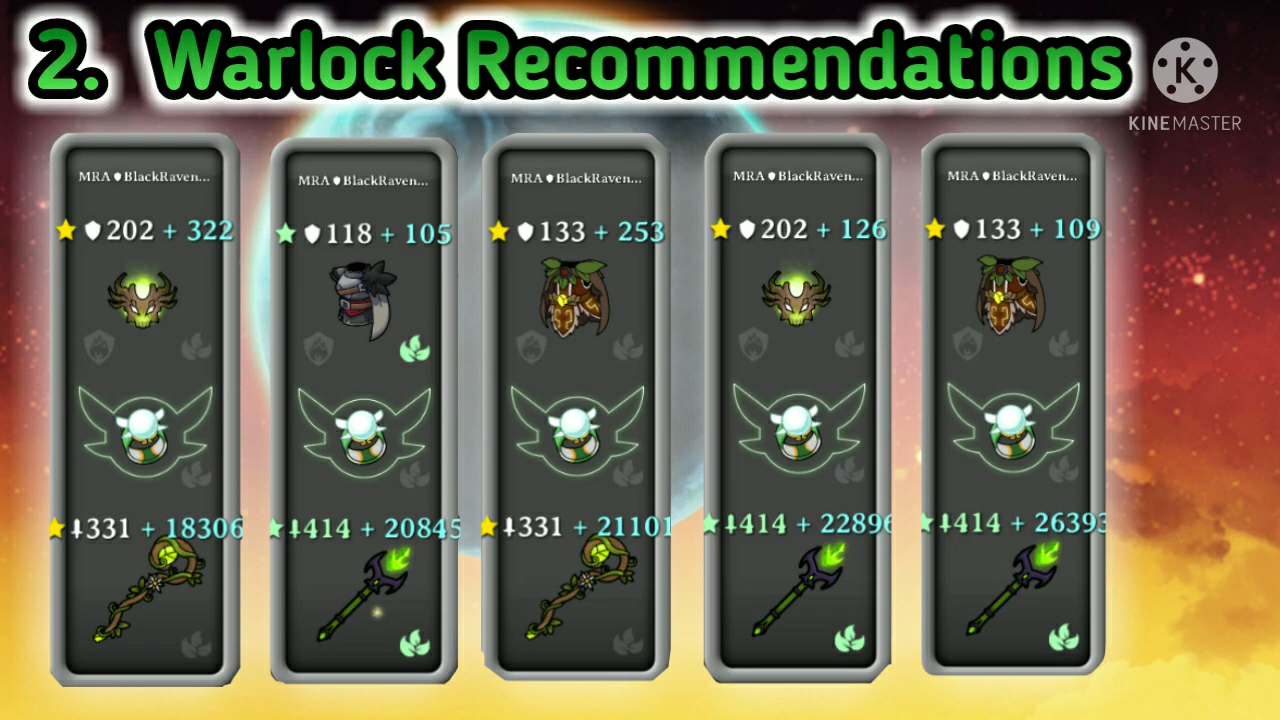 2. Warlock Recommendations
K
KINEMASTER
MRA BlackRaven...
202 + 322
331 + 18306
MRA BlackRaven...
118 + 105
414 + 20845
MRA BlackRaven...
133 + 253
331 + 21101
MRA BlackRaven...
202 + 126
414 + 22896
MRA BlackRaven...
133 + 109
414 + 26393